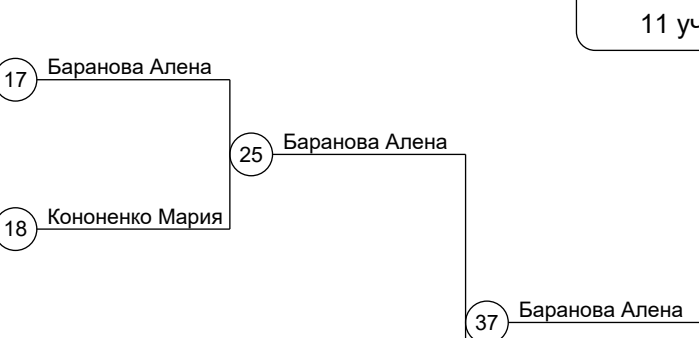 11 уч
17 Баранова Алена
25 Баранова Алена
18 Кононенко Мария
37 Баранова Алена